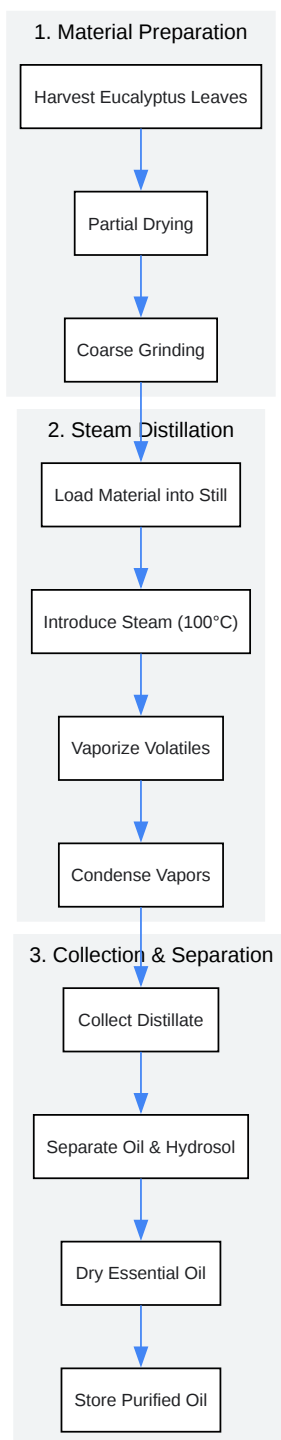 1. Material Preparation
Harvest Eucalyptus Leaves
Partial Drying
Coarse Grinding
2. Steam Distillation
Load Material into Still
Introduce Steam (100°C)
Vaporize Volatiles
Condense Vapors
3. Collection & Separation
Collect Distillate
Separate Oil & Hydrosol
Dry Essential Oil
Store Purified Oil